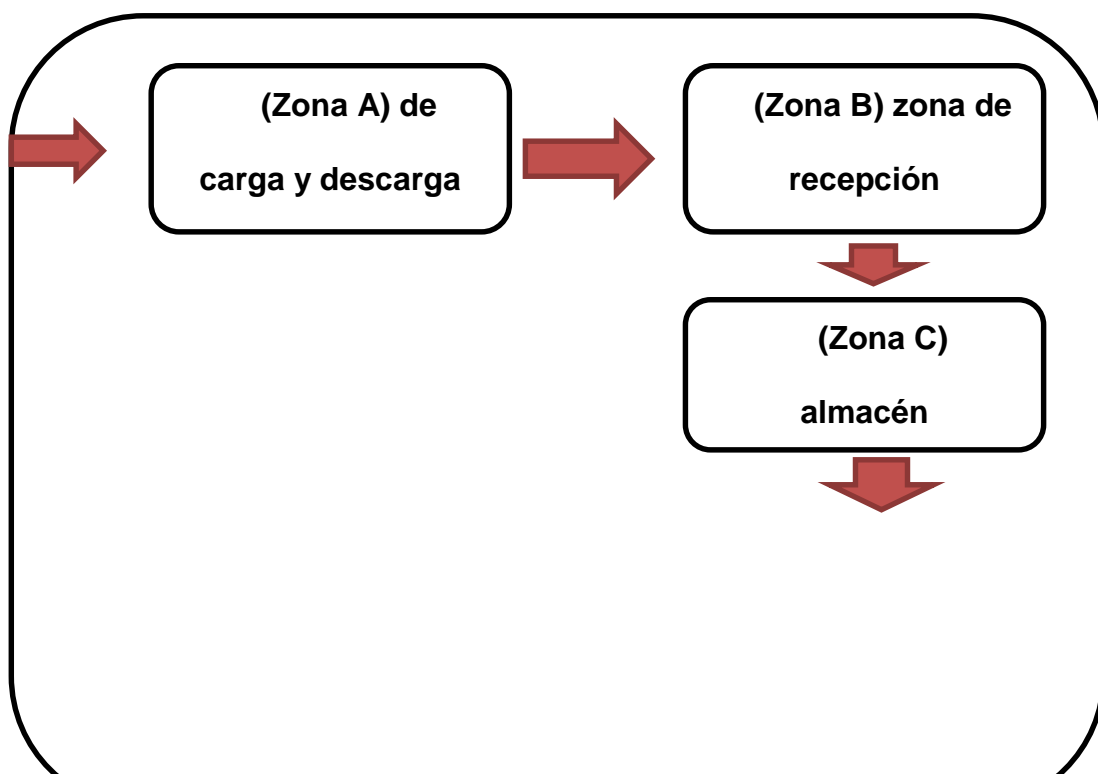 (Zona A) de
carga y descarga
(Zona B) zona de
recepción
(Zona C)
almacén